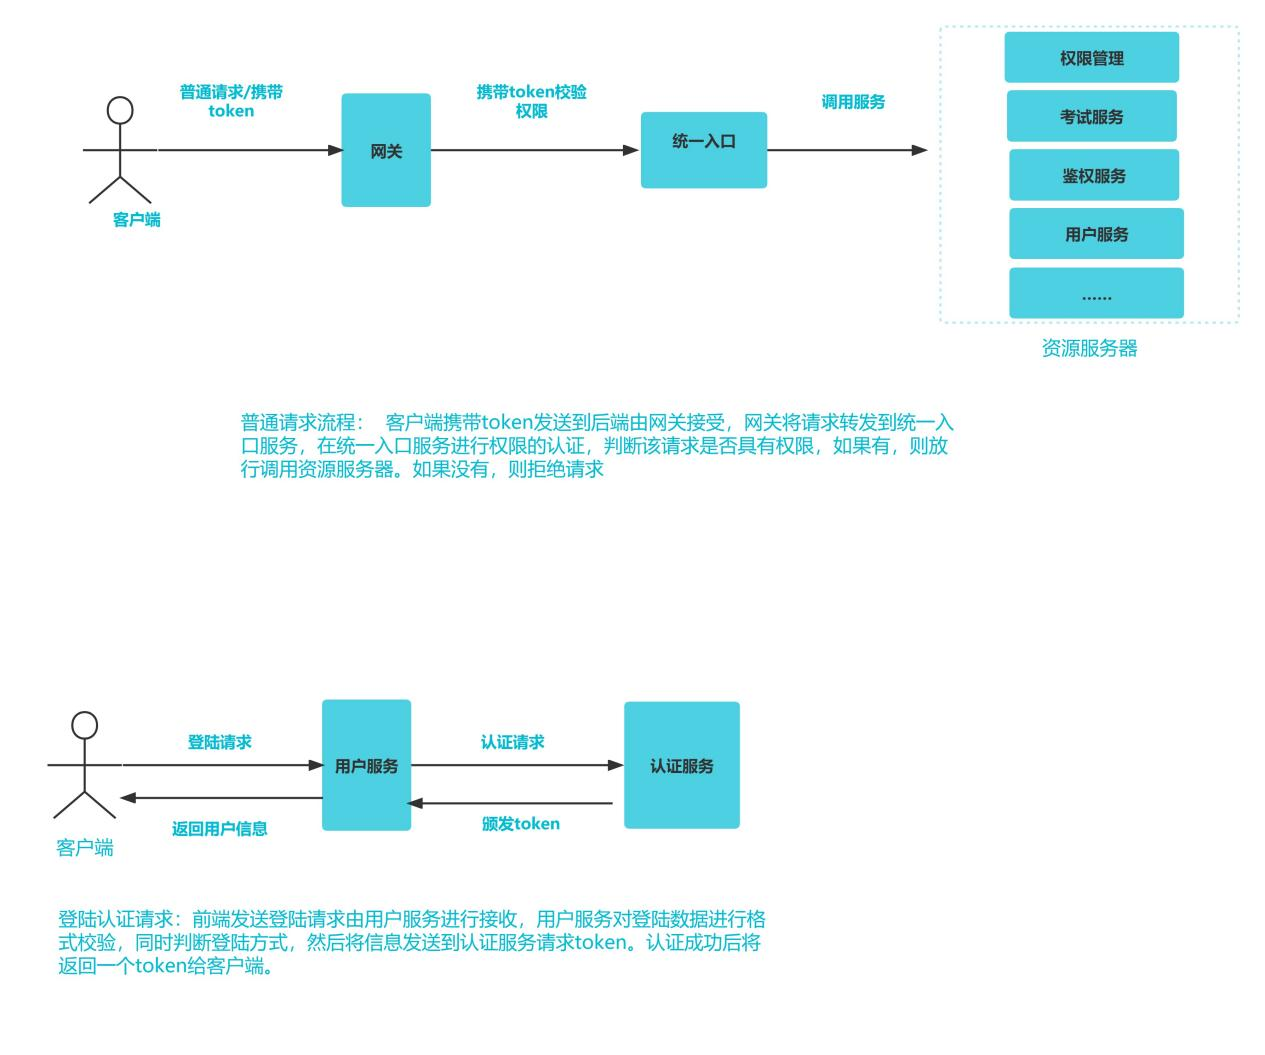 权限管理
普通请求/携带
token
携带token校验
权限
调用服务
考试服务
网关
统一入口
鉴权服务
客户端
用户服务
......
资源服务器
普通请求流程： 客户端携带token发送到后端由网关接受，网关将请求转发到统一入
口服务，在统一入口服务进行权限的认证，判断该请求是否具有权限，如果有，则放
行调用资源服务器。如果没有，则拒绝请求
登陆请求
认证请求
用户服务
认证服务
返回用户信息
颁发token
客户端
登陆认证请求：前端发送登陆请求由用户服务进行接收，用户服务对登陆数据进行格
式校验，同时判断登陆方式，然后将信息发送到认证服务请求token。认证成功后将
返回一个token给客户端。